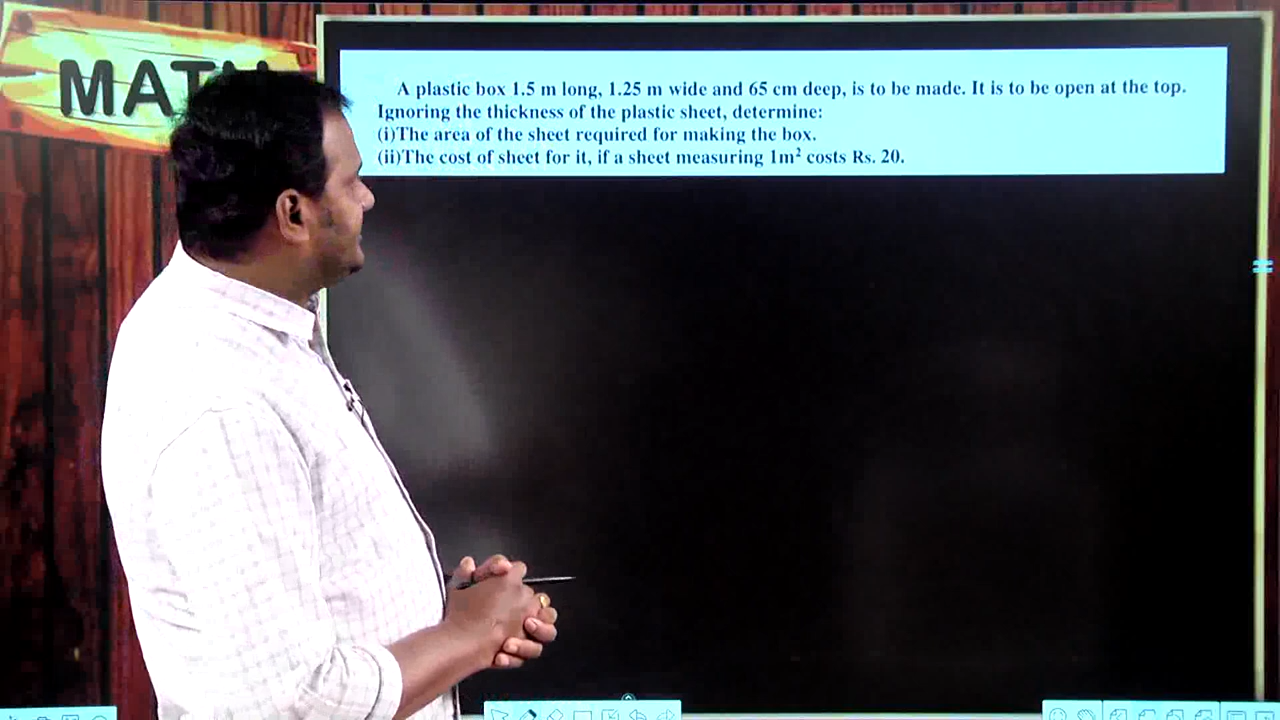 MATH
A plastic box 1.5 m long, 1.25 m wide and 65 cm deep, is to be made. It is to be open at the top.
Ignoring the thickness of the plastic sheet, determine:
(i)The area of the sheet required for making the box.
(ii)The cost of sheet for it, if a sheet measuring 1m² costs Rs. 20.